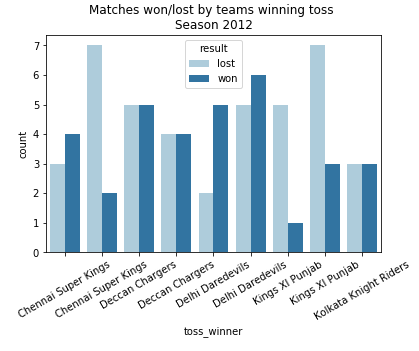 Matches won/lost by teams winning toss
Season 2012
result
lost
won
7
6
5
4
3
2
1
0
count
Chennai Super Kings
Chennai Super Kings
Deccan Chargers
Deccan Chargers
Delhi Daredevils
Delhi Daredevils
Kings XI Punjab
Kings XI Punjab
Kolkata Knight Riders
toss_winner